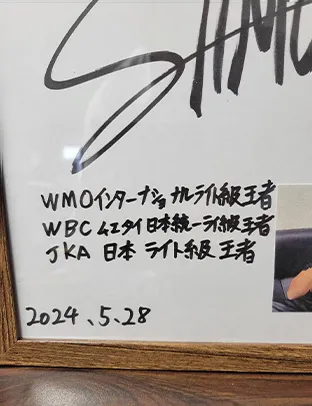 WMOインターナショナルライト級王者
WBCムエタイ日本統一ライト級王者
JKA 日本 ライト級 王者
2024.5.28